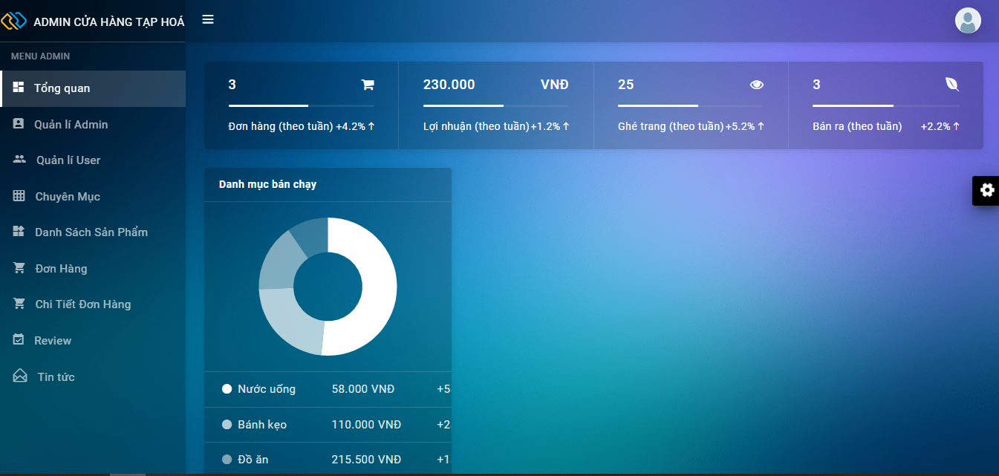 ADMIN CỬA HÀNG TẠP HOÁ
MENU ADMIN
Tổng quan
Quản lí Admin
Quản lí User
Chuyên Mục
Danh Sách Sản Phẩm
Đơn Hàng
Chi Tiết Đơn Hàng
Review
Tin tức
3
Đơn hàng (theo tuần) +4.2%
230.000 VNĐ
Lợi nhuận (theo tuần) +1.2%
25
Ghé trang (theo tuần) +5.2%
3
Bán ra (theo tuần) +2.2%
Danh mục bán chạy
Nước uống 58.000 VNĐ +5
Bánh kẹo 110.000 VNĐ +2
Đồ ăn 215.500 VNĐ +1